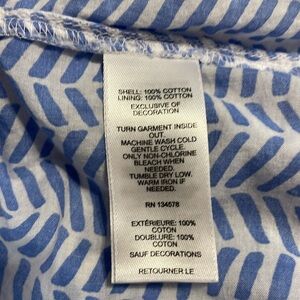 SHELL: 100% COTTON
LINING: 100% COTTON
EXCLUSIVE OF
DECORATION
TURN GARMENT INSIDE
OUT.
MACHINE WASH COLD
GENTLE CYCLE.
ONLY NON-CHLORINE
BLEACH WHEN
NEEDED.
TUMBLE DRY LOW.
WARM IRON IF
NEEDED.
RN 134578
EXTÉRIEURE: 100%
COTON
DOUBLURE: 100%
COTON
SAUF DECORATIONS
RETOURNER LE